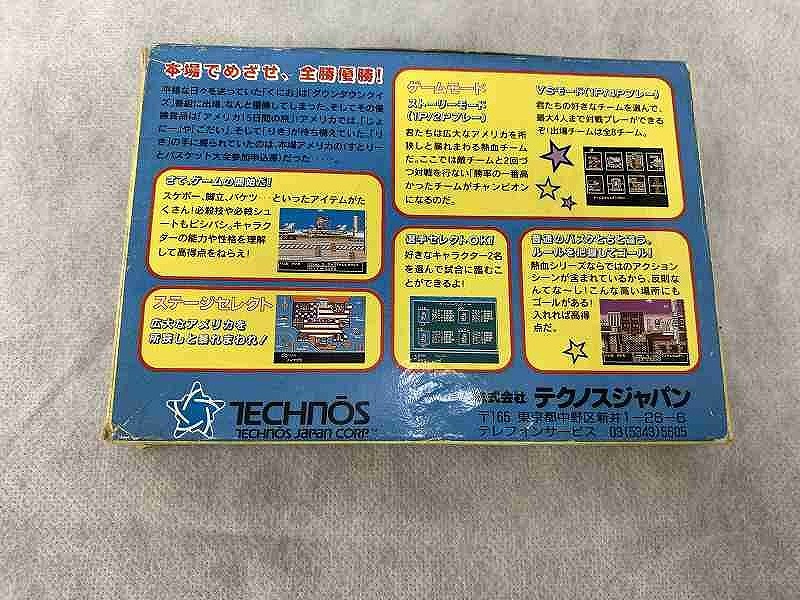 本場でめざせ、全勝優勝!
平穏な日々を送っていた「くにお」は「ダウンタウンクイ
ズ」番組に出場、なんと優勝してしまった。そしてその優
勝賞品は「アメリカ15日間の旅」!アメリカでは、「じょ
に一」や「こだい」、そして「りき」が待ち構えていた。「り
き」の手に握られていたのは、本場アメリカの(すとりー
とバスケット大全参加申込書)だった・・・・。
さて、ゲームの開始だ!
スケボー、脚立、バケツ・・・といったアイテムがた
くさん!必殺技や必殺シュ
ートもビシバシ。キャラク
ターの能力や性格を理解
して高得点をねらえ!
ステージセレクト
広大なアメリカを
所狭しと暴れまわれ!
ゲームモード
ストーリーモード
(1P/2Pプレー)
君たちは広大なアメリカを所
狭しと暴れまわる熱血チーム
だ。ここでは敵チームと2回づ
つ対戦を行ない「勝率の一番高
かったチームがチャンピオン
になるのだ。
VSモード(1P/4Pプレー)
君たちの好きなチームを選んで、
最大4人まで対戦プレーができる
ぞ!出場チームは全8チーム。
選手セレクトOK!
好きなキャラクター2名
を選んで試合に臨むこ
とができるよ!
普通のバスケとちと違う、
ルールを把握してゴール!
熱血シリーズならではのアクション
シーンが含まれているから、反則な
んてな〜し!こんな高い場所にも
ゴールがある!
入れれば高得
点だ。
TECHNŌS
TECHNŌS JAPAN CORP.
株式会社 テクノスジャパン
〒165 東京都中野区新井1-26-6
テレフォンサービス 03(5343)5605